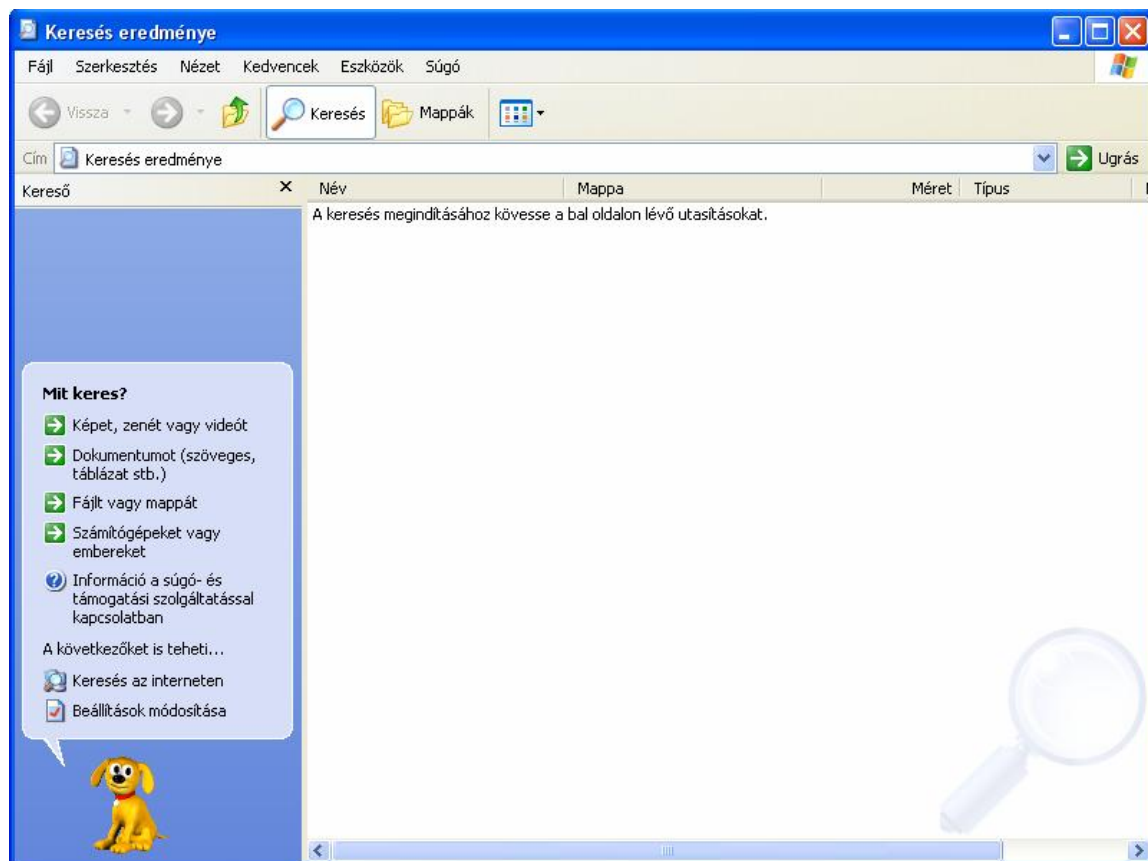 Keresés eredménye
Fájl Szerkesztés Nézet Kedvencek Eszközök Súgó
Vissza Keresés Mappák
Cím Keresés eredménye Ugrás
Kereső
Név Mappa Méret Típus
A keresés megindításához kövesse a bal oldalon lévő utasításokat.
Mit keres?
Képet, zenét vagy videót
Dokumentumot (szöveges,
táblázat stb.)
Fájlt vagy mappát
Számítógépeket vagy
embereket
Információ a súgó- és
támogatási szolgáltatással
kapcsolatban
A következőket is teheti...
Keresés az interneten
Beállítások módosítása